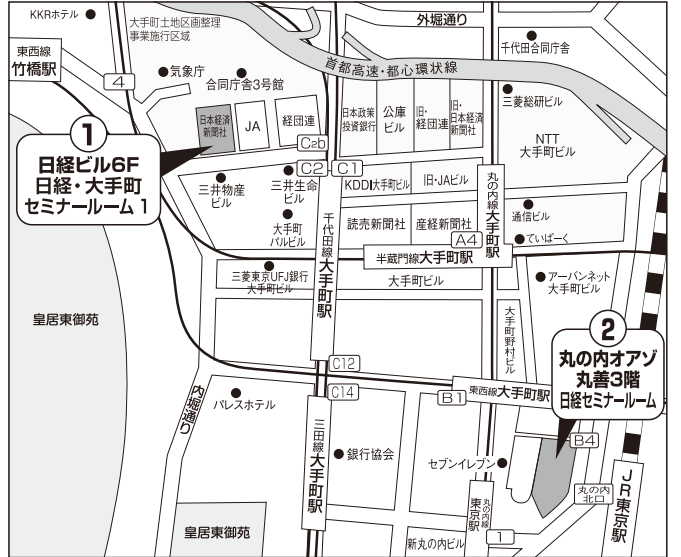 KKRホテル
大手町土地区画整理
事業施行区域
外堀通り
千代田合同庁舎
東西線
竹橋駅
4
気象庁
合同庁舎3号館
首都高速・都心環状線
三菱総研ビル
日本経済
新聞社
JA
経団連
日本政策
投資銀行
公庫
ビル
旧・
経団連
旧・
日本経済
新聞社
NTT
大手町ビル
1
日経ビル6F
日経・大手町
セミナールーム 1
C2b
C2
C1
三井物産
ビル
三井生命
ビル
KDDI大手町ビル
旧・JAビル
丸の内線大手町駅
大手町
パルビル
千代田線大手町駅
読売新聞社
産経新聞社
通信ビル
ていぱーく
A4
半蔵門線大手町駅
三菱東京UFJ銀行
大手町ビル
大手町ビル
アーバンネット
大手町ビル
皇居東御苑
大手町野村ビル
2
丸の内オアゾ
丸善3階
日経セミナールーム
C12
C14
東西線大手町駅
B1
内堀通り
パレスホテル
三田線大手町駅
銀行協会
セブンイレブン
B4
丸の内
北口
JR東京駅
丸の内線
東京駅
皇居東御苑
新丸の内ビル
1